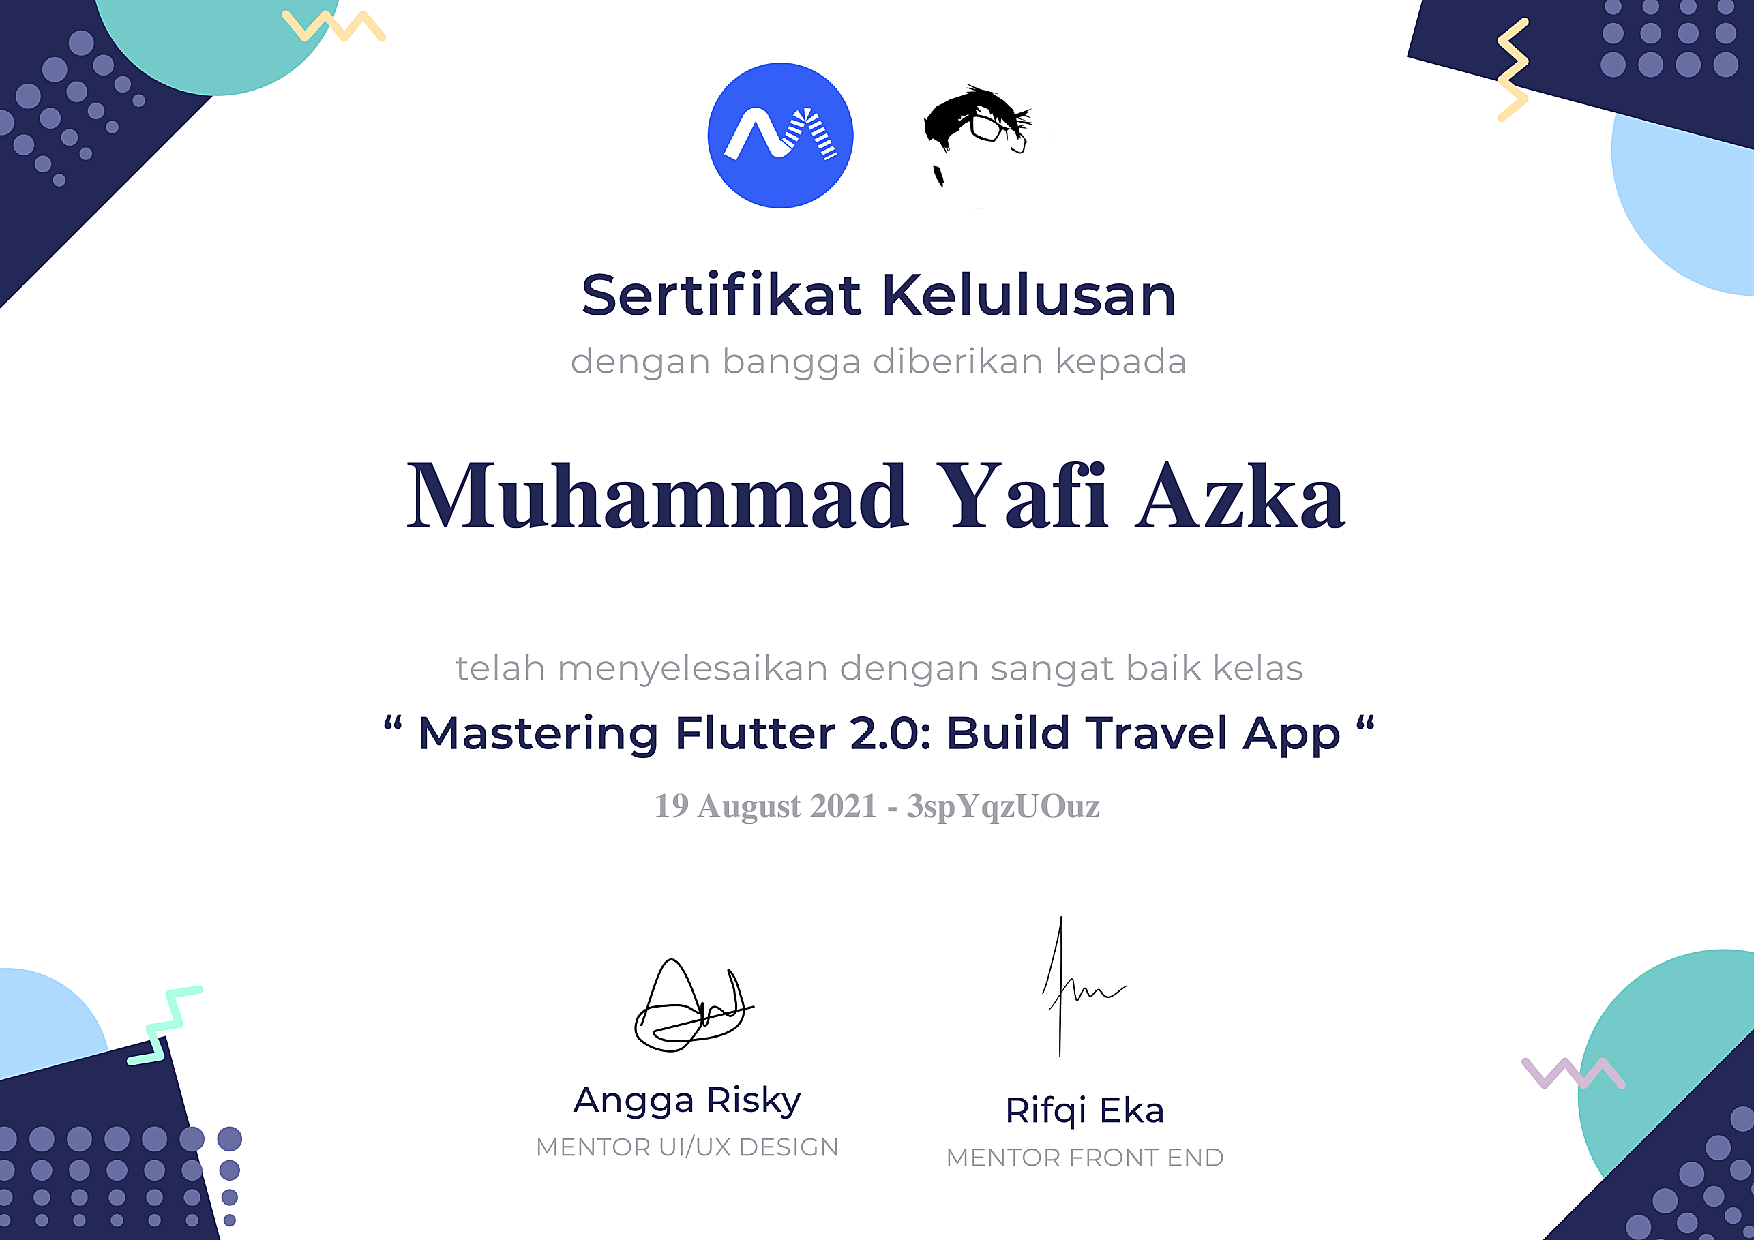 Sertifikat Kelulusan
dengan bangga diberikan kepada
Muhammad Yafi Azka
telah menyelesaikan dengan sangat baik kelas
“ Mastering Flutter 2.0: Build Travel App “
19 August 2021 - 3spYqzUOuz
Angga Risky
MENTOR UI/UX DESIGN
Rifqi Eka
MENTOR FRONT END